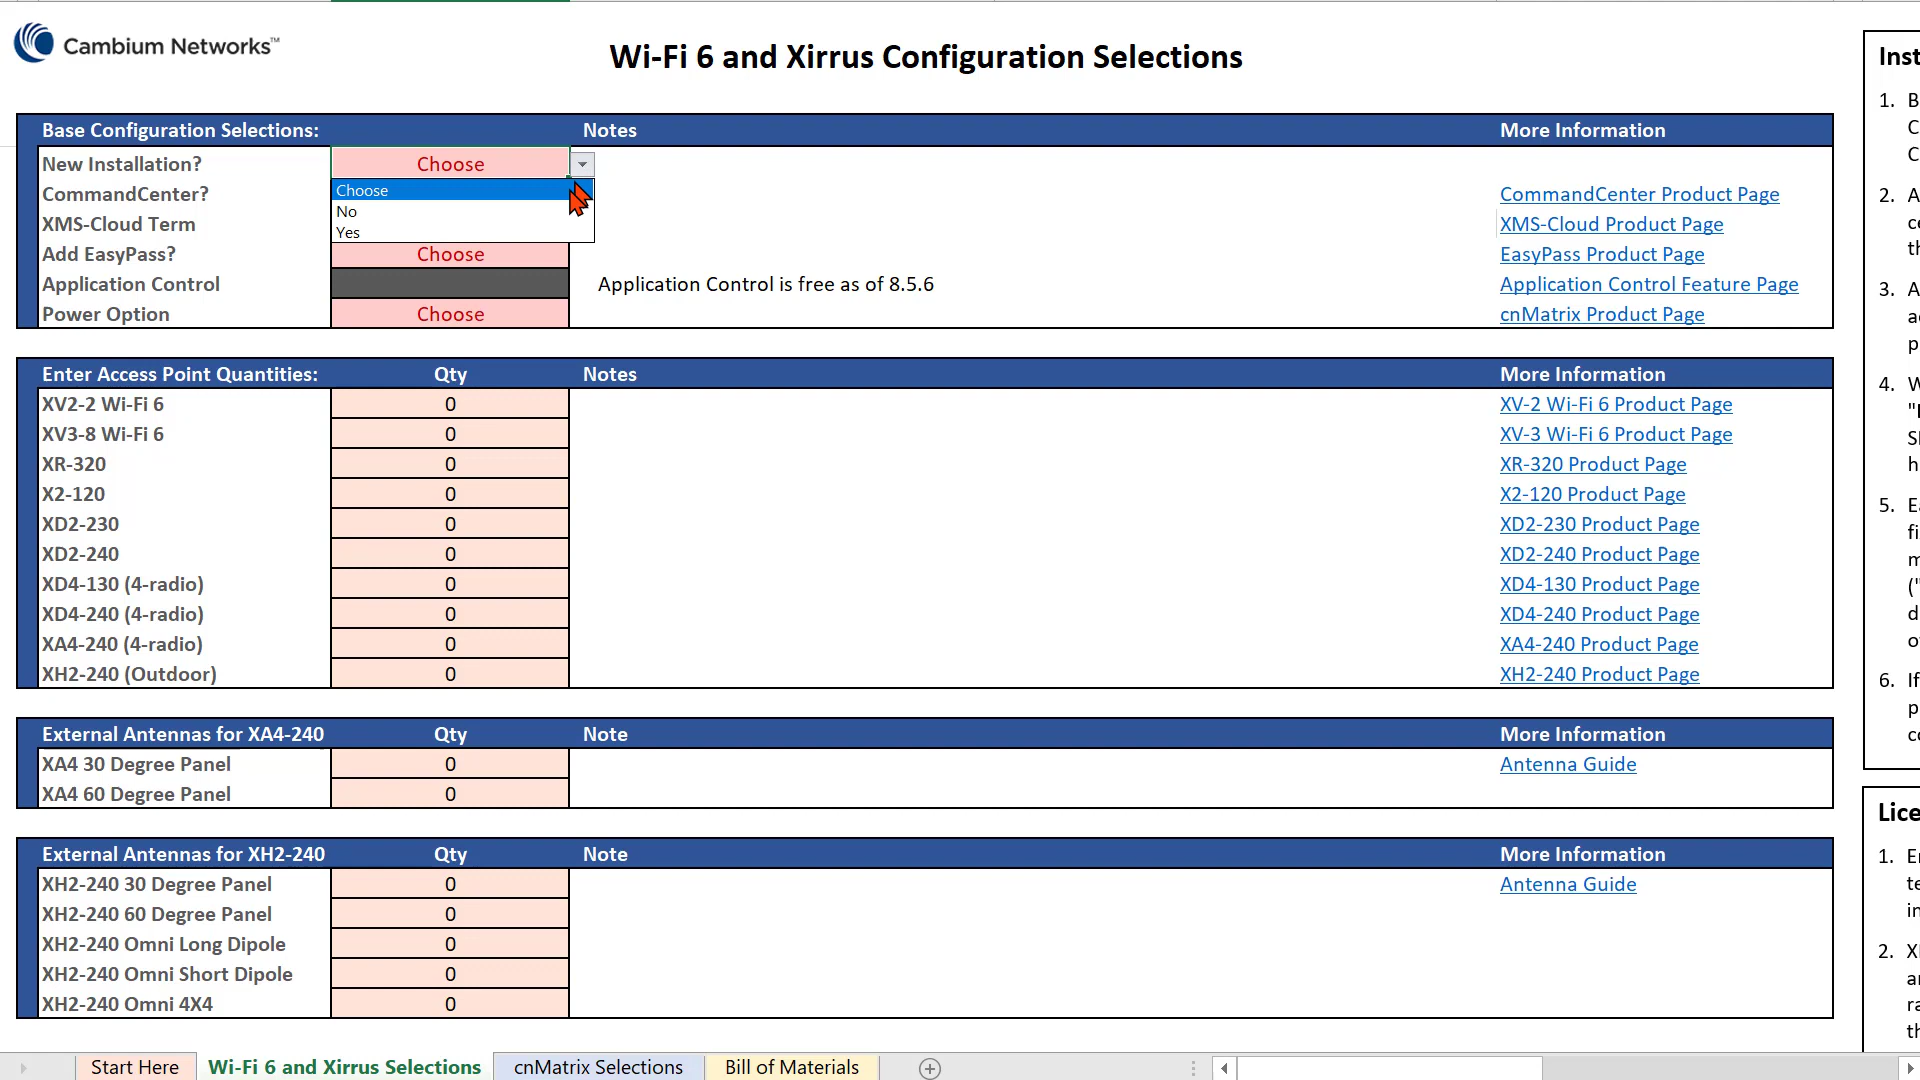 Cambium Networks™
Wi-Fi 6 and Xirrus Configuration Selections
Base Configuration Selections: Notes More Information
New Installation? Choose
Choose
No
Yes
CommandCenter? CommandCenter Product Page
XMS-Cloud Term XMS-Cloud Product Page
Add EasyPass? Choose EasyPass Product Page
Application Control Application Control is free as of 8.5.6 Application Control Feature Page
Power Option Choose cnMatrix Product Page
Enter Access Point Quantities: Qty Notes More Information
XV2-2 Wi-Fi 6 0 XV-2 Wi-Fi 6 Product Page
XV3-8 Wi-Fi 6 0 XV-3 Wi-Fi 6 Product Page
XR-320 0 XR-320 Product Page
X2-120 0 X2-120 Product Page
XD2-230 0 XD2-230 Product Page
XD2-240 0 XD2-240 Product Page
XD4-130 (4-radio) 0 XD4-130 Product Page
XD4-240 (4-radio) 0 XD4-240 Product Page
XA4-240 (4-radio) 0 XA4-240 Product Page
XH2-240 (Outdoor) 0 XH2-240 Product Page
External Antennas for XA4-240 Qty Note More Information
XA4 30 Degree Panel 0 Antenna Guide
XA4 60 Degree Panel 0
External Antennas for XH2-240 Qty Note More Information
XH2-240 30 Degree Panel 0 Antenna Guide
XH2-240 60 Degree Panel 0
XH2-240 Omni Long Dipole 0
XH2-240 Omni Short Dipole 0
XH2-240 Omni 4X4 0
1.
2.
3.
4.
5.
6. If
1.
2.
Start Here Wi-Fi 6 and Xirrus Selections cnMatrix Selections Bill of Materials